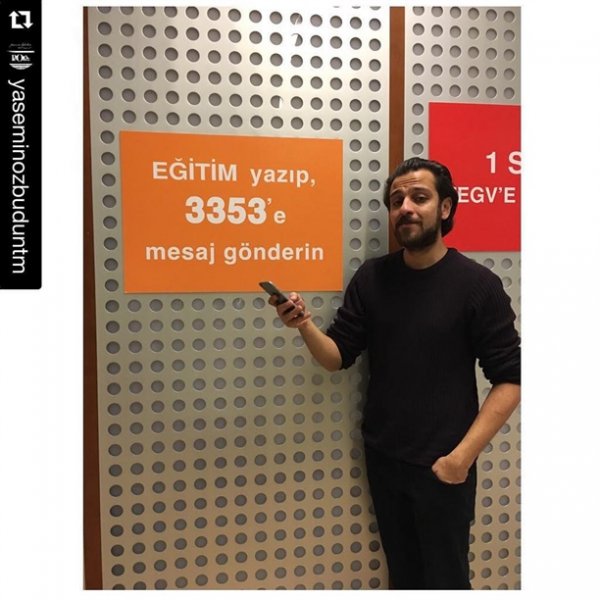 EĞİTİM yazıp,
3353'e
mesaj gönderin
1 S
EGV'E
yaseminozbuduntm